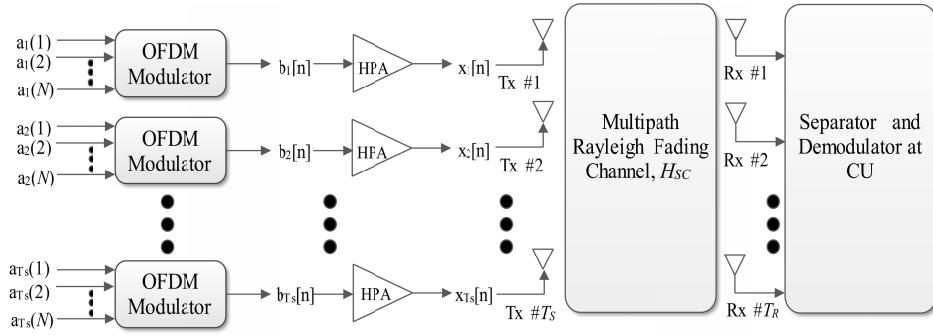 a1(1)
a1(2)
a1(N)
OFDM
Modulator
b1[n]
HPA
x1[n]
Tx #1
a2(1)
a2(2)
a2(N)
OFDM
Modulator
b2[n]
HPA
x2[n]
Tx #2
aTs(1)
aTs(2)
aTs(N)
OFDM
Modulator
bTs[n]
HPA
xTs[n]
Tx #TS
Multipath
Rayleigh Fading
Channel, HSC
Rx #1
Rx #2
Rx #TR
Separator and
Demodulator at
CU